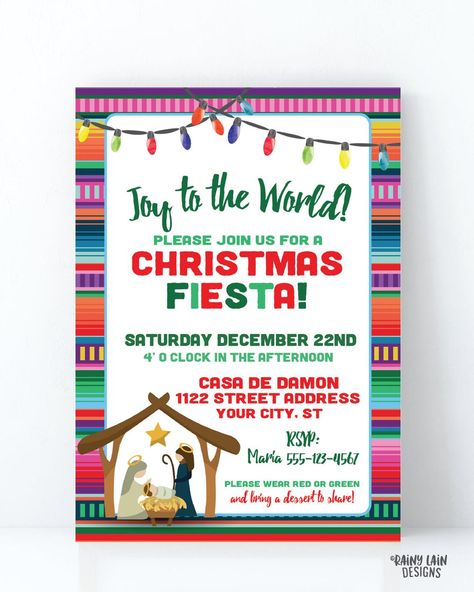 Joy to the World!
PLEASE JOIN US FOR A
CHRISTMAS
FIESTA!
SATURDAY DECEMBER 22ND
4' O CLOCK IN THE AFTERNOON
CASA DE DAMON
1122 STREET ADDRESS
YOUR CITY, ST
RSVP:
María 555-123-4567
PLEASE WEAR RED OR GREEN
and bring a dessert to share!
©RAINY LAIN
DESIGNS